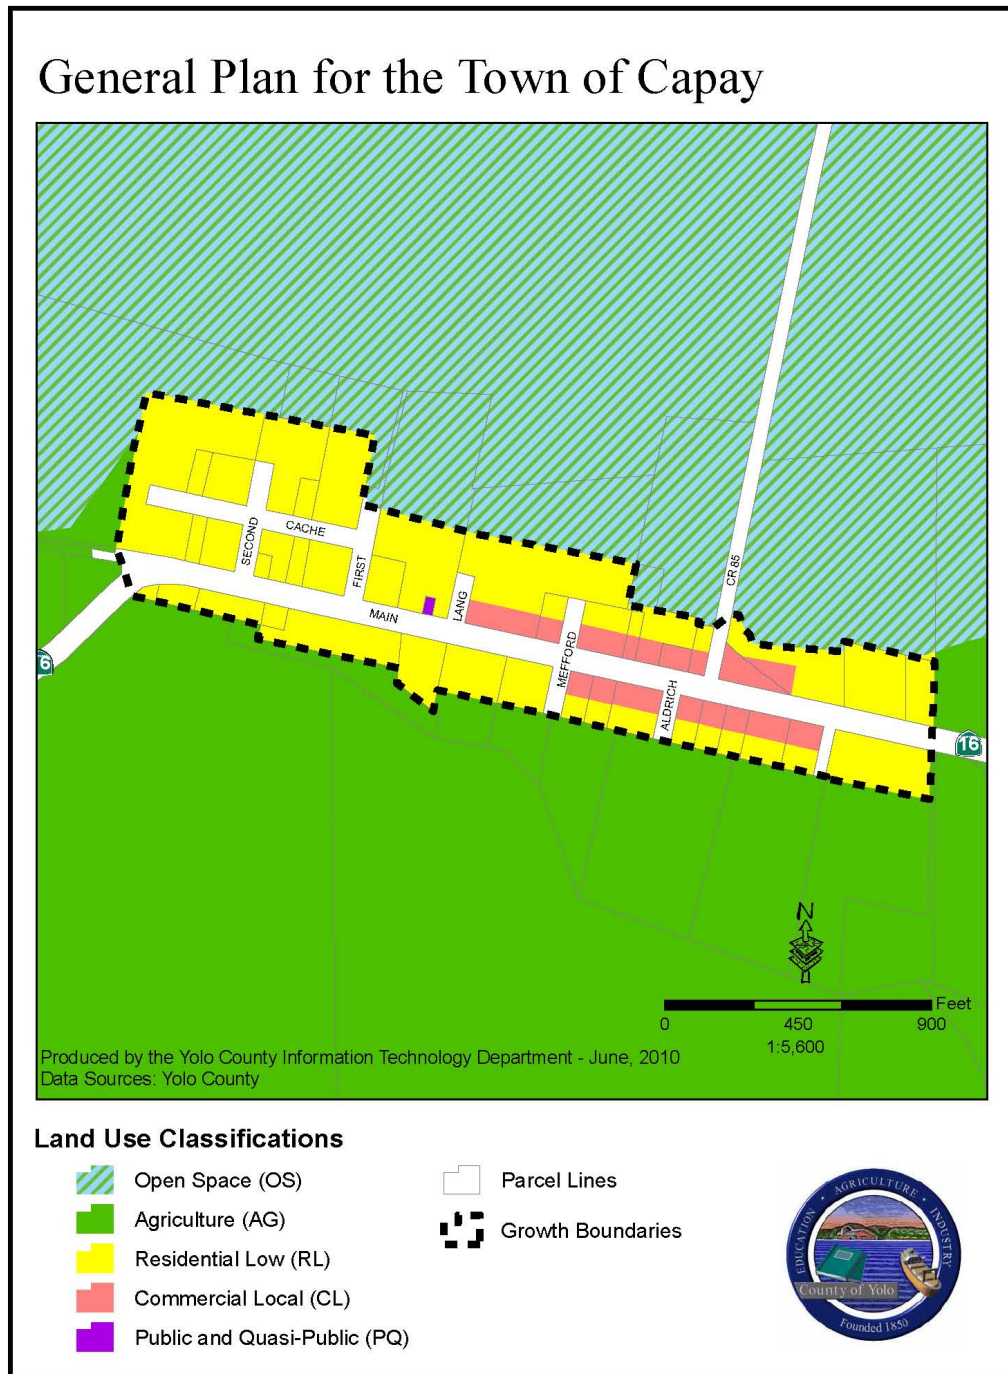 General Plan for the Town of Capay
CR 85
SECOND
CACHE
FIRST
MAIN
LANG
MEFFORD
ALDRICH
6
16
N
Feet
0 450 900
1:5,600
Produced by the Yolo County Information Technology Department - June, 2010
Data Sources: Yolo County
Land Use Classifications
Open Space (OS)
Agriculture (AG)
Residential Low (RL)
Commercial Local (CL)
Public and Quasi-Public (PQ)
Parcel Lines
Growth Boundaries
EDUCATION • AGRICULTURE • INDUSTRY
County of Yolo
Founded 1850